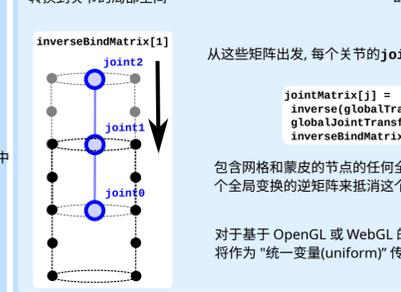 转换到关节的局部空间
inverseBindMatrix[1]
joint2
joint1
joint0
中
从这些矩阵出发, 每个关节的
jointMatrix[j] =
inverse(globalTra
globalJointTransf
inverseBindMatrix
包含网格和蒙皮的节点的任何全
个全局变换的逆矩阵来抵消这个
对于基于 OpenGL 或 WebGL 的
将作为 "统一变量(uniform)" 传